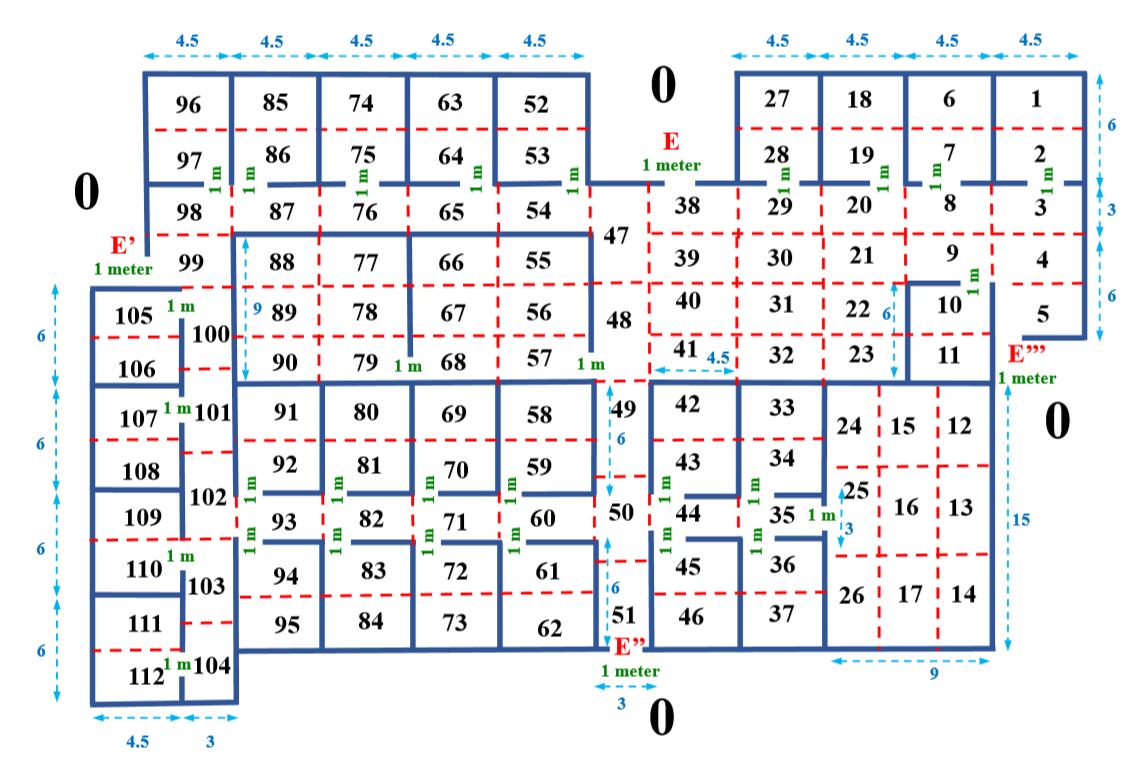 4.5 4.5 4.5 4.5 4.5 4.5 4.5 4.5 4.5
96 85 74 63 52 0 27 18 6 1
6
97 86 75 64 53 E 28 19 7 2
1 meter
1 m 1 m 1 m 1 m 1 m 1 m 1 m 1 m 1 m
0
98 87 76 65 54 38 29 20 8 3 3
47
E’ 99 88 77 66 55 39 30 21 9 4
1 meter
1 m 6
105 1 m 9 89 78 67 56 48 40 31 22 6 10 5
6 100
106 90 79 1 m 68 57 1 m 41 4.5 32 23 11 E’’’
1 meter
107 1 m 101 91 80 69 58 49 42 33 24 15 12 0
6 6
108 92 81 70 59 43 34
102 1 m 1 m 1 m 1 m 1 m 1 m 25 16 13
109 93 82 71 60 50 44 35 1 m 3 15
6 1 m 1 m 1 m 1 m 1 m 1 m
110 1 m 103 94 83 72 61 6 45 36 26 17 14
111 95 84 73 62 51 46 37
6 E’’
112 1 m 104 1 meter 9
3 0
4.5 3